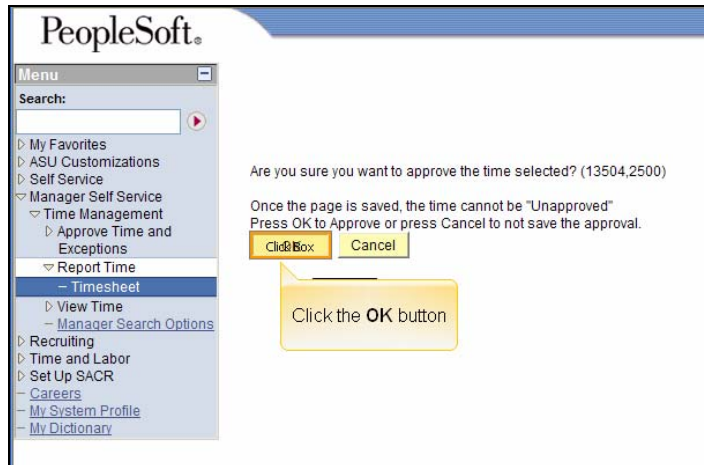 PeopleSoft®
Menu
Search:
My Favorites
ASU Customizations
Self Service
Manager Self Service
Time Management
Approve Time and
Exceptions
Report Time
– Timesheet
View Time
– Manager Search Options
Recruiting
Time and Labor
Set Up SACR
– Careers
– My System Profile
– My Dictionary
Are you sure you want to approve the time selected? (13504,2500)
Once the page is saved, the time cannot be "Unapproved"
Press OK to Approve or press Cancel to not save the approval.
Box
Cancel
Click the OK button